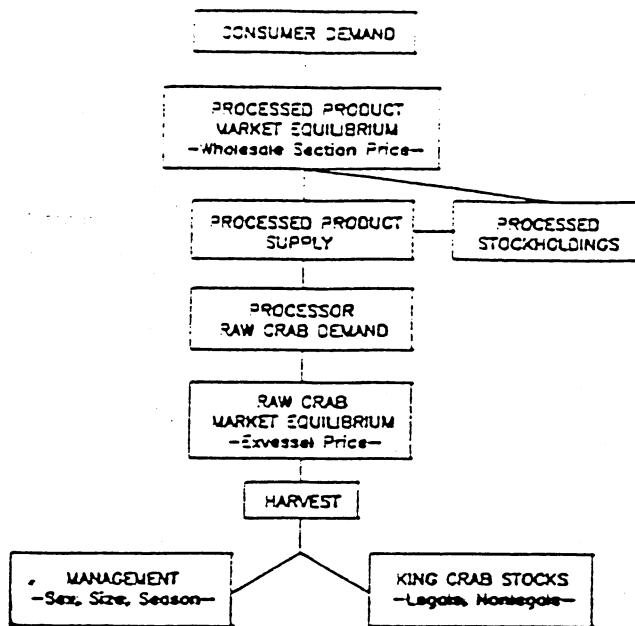 CONSUMER DEMAND
PROCESSED PRODUCT
MARKET EQUILIBRIUM
-Wholesale Section Price-
PROCESSED PRODUCT
SUPPLY
PROCESSED
STOCKHOLDINGS
PROCESSOR
RAW CRAB DEMAND
RAW CRAB
MARKET EQUILIBRIUM
-Exvessel Price-
HARVEST
MANAGEMENT
-Sex, Size, Season-
KING CRAB STOCKS
-Legals, Nonlegals-